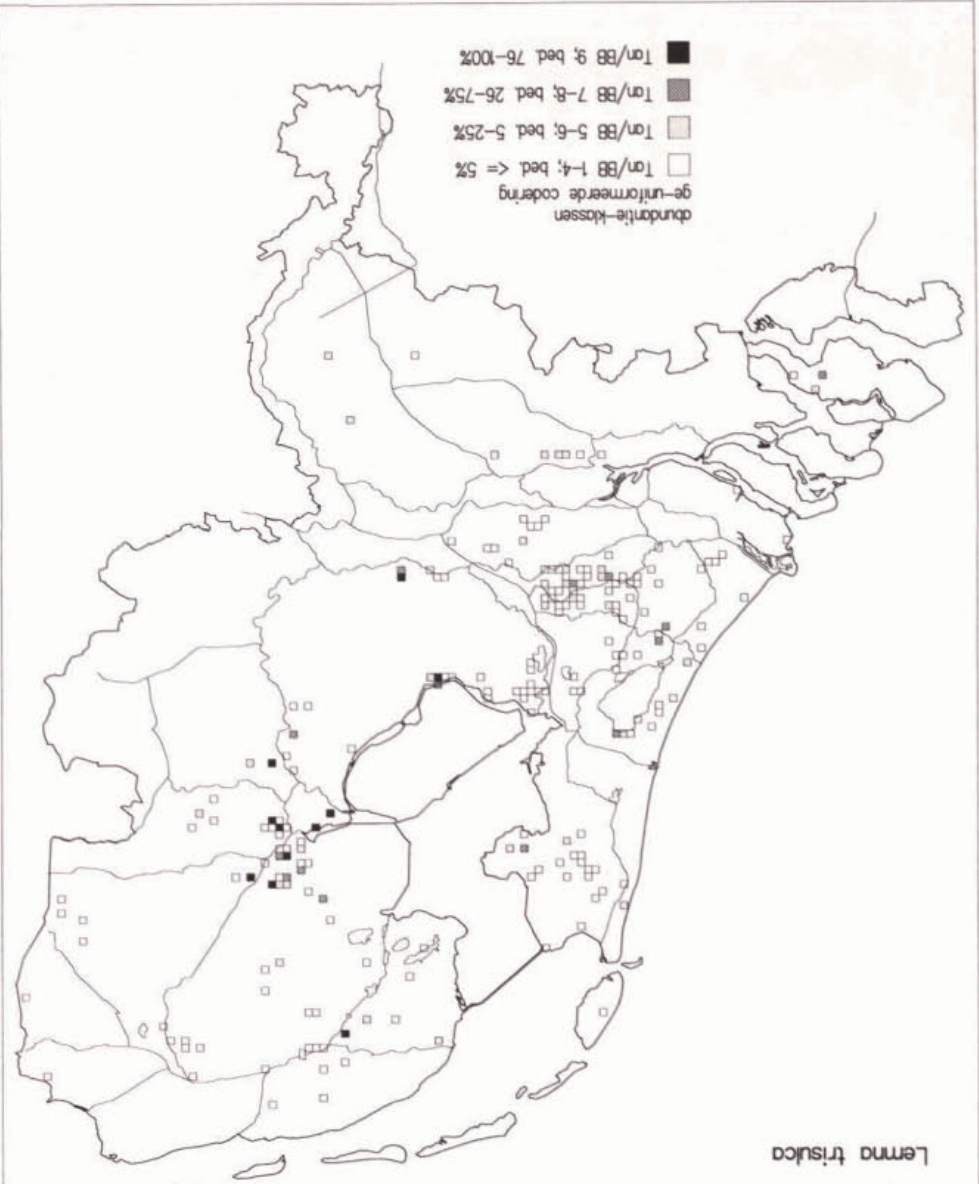 Lemna trisulca
abundantie-klassen
ge-uniformeerde codering
Tan/BB 1-4; bed. <= 5%
Tan/BB 5-6; bed. 5-25%
Tan/BB 7-8; bed. 26-75%
Tan/BB 9; bed. 76-100%